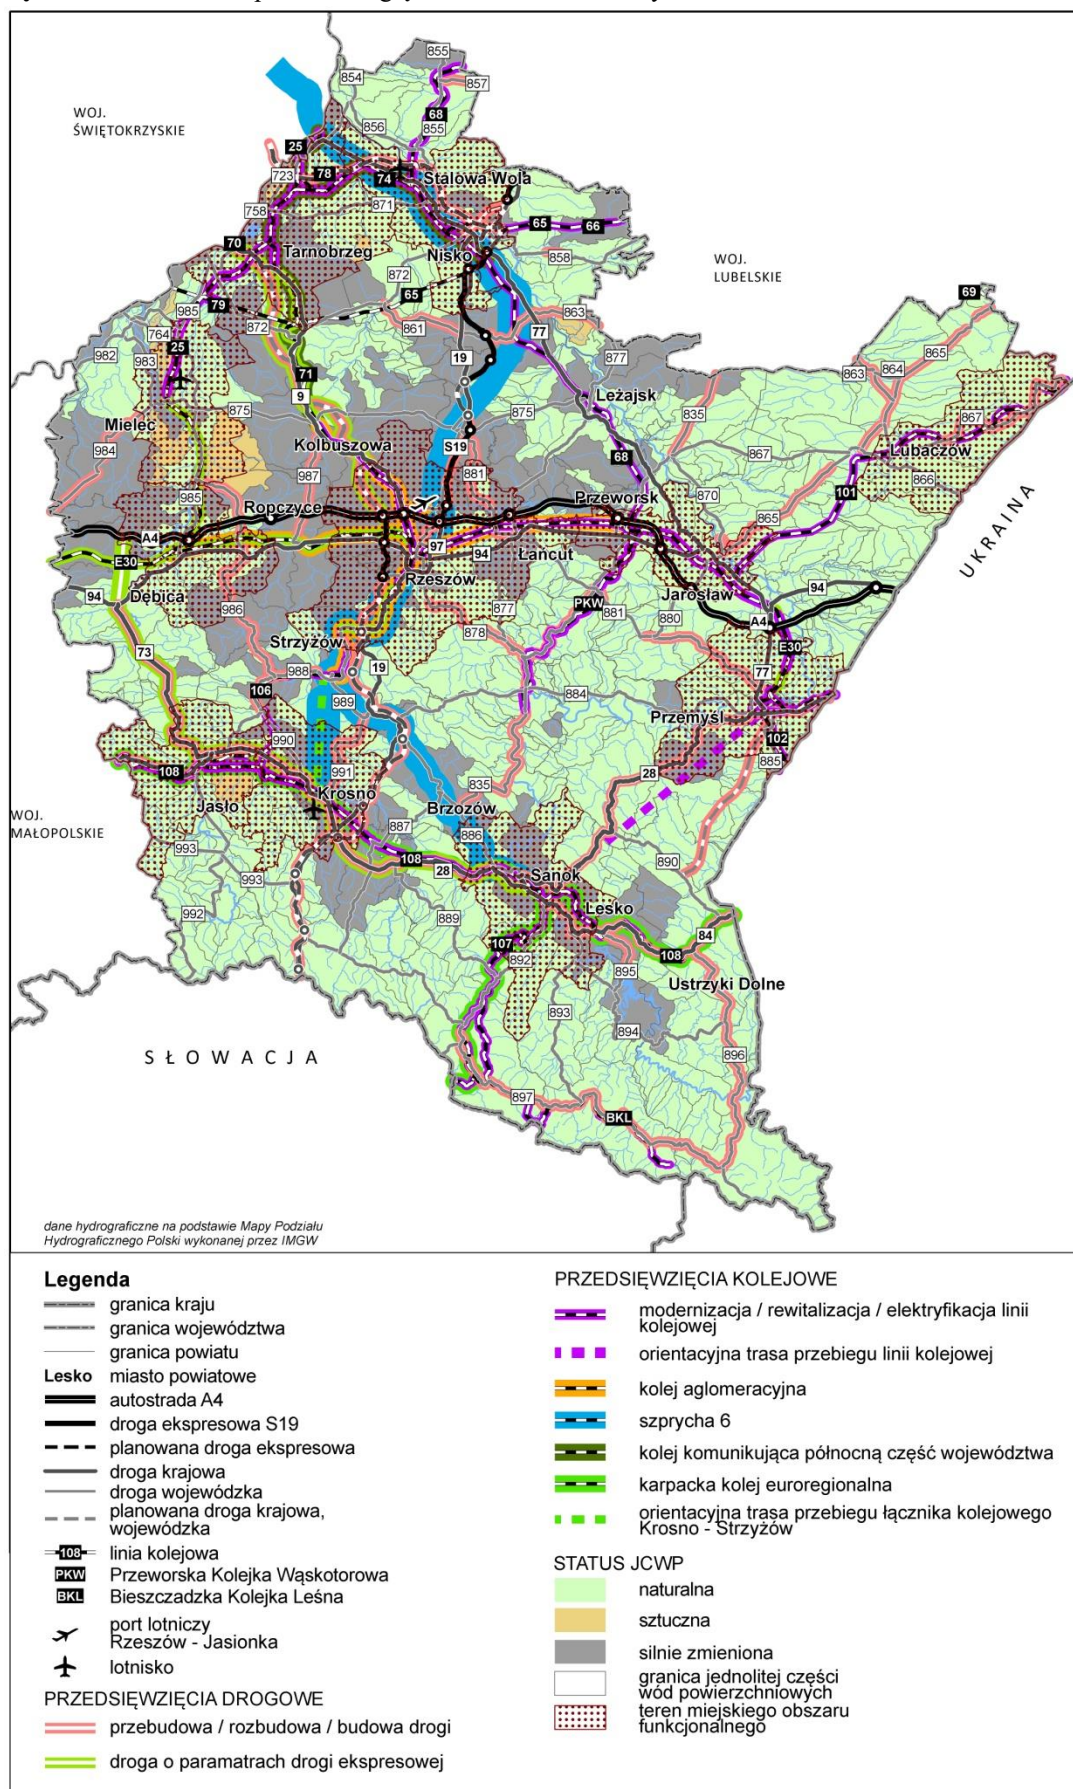 WOJ.
ŚWIĘTOKRZYSKIE
855
854
857
68
856
855
25
723
78
74
Stalowa Wola
871
758
65
66
70
Tarnobrzeg
Nisko
858
WOJ.
LUBELSKIE
872
65
69
79
985
863
872
861
77
865
764
982
983
25
19
877
863
864
71
9
Leżajsk
875
875
835
867
Mielec
Kolbuszowa
984
S19
68
867
Lubaczów
987
881
866
985
Ropczyce
Przeworsk
870
101
A4
865
97
94
Łańcut
E30
Rzeszów
UKRAINA
94
Dębica
Jarosław
94
986
877
PKW
881
880
A4
878
Strzyżów
E30
73
19
77
988
106
989
884
Przemyśl
990
102
885
108
991
28
835
Krosno
Jasło
Brzozów
WOJ.
MAŁOPOLSKIE
887
886
993
108
28
890
993
Sanok
992
Lesko
889
84
107
892
108
895
Ustrzyki Dolne
893
894
SŁOWACJA
896
897
BKL
dane hydrograficzne na podstawie Mapy Podziału
Hydrograficznego Polski wykonanej przez IMGW
Legenda
granica kraju
granica województwa
granica powiatu
Lesko miasto powiatowe
autostrada A4
droga ekspresowa S19
planowana droga ekspresowa
droga krajowa
droga wojewódzka
planowana droga krajowa,
wojewódzka
108 linia kolejowa
PKW Przeworska Kolejka Wąskotorowa
BKL Bieszczadzka Kolejka Leśna
port lotniczy
Rzeszów - Jasionka
lotnisko
PRZEDSIĘWZIĘCIA DROGOWE
przebudowa / rozbudowa / budowa drogi
droga o paramatrach drogi ekspresowej
PRZEDSIĘWZIĘCIA KOLEJOWE
modernizacja / rewitalizacja / elektryfikacja linii
kolejowej
orientacyjna trasa przebiegu linii kolejowej
kolej aglomeracyjna
szprycha 6
kolej komunikująca północną część województwa
karpacka kolej euroregionalna
orientacyjna trasa przebiegu łącznika kolejowego
Krosno - Strzyżów
STATUS JCWP
naturalna
sztuczna
silnie zmieniona
granica jednolitej części
wód powierzchniowych
teren miejskiego obszaru
funkcjonalnego